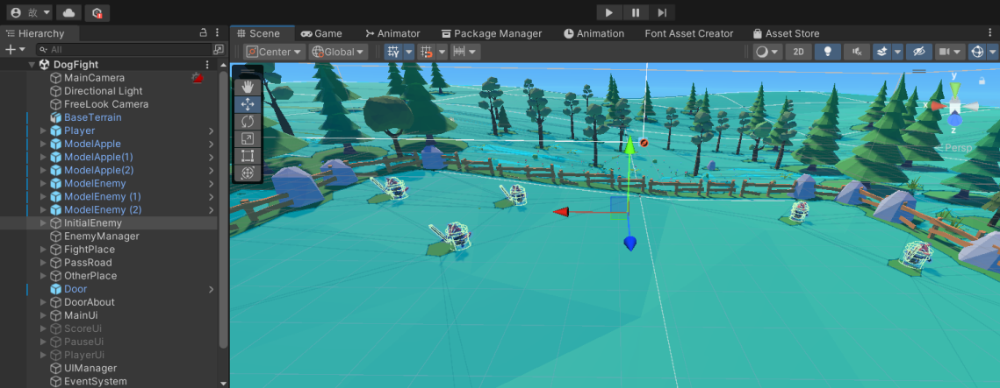 故
Hierarchy
Scene
Game
Animator
Package Manager
Animation
Font Asset Creator
Asset Store
All
Center
Global
2D
DogFight
MainCamera
Directional Light
FreeLook Camera
BaseTerrain
Player
ModelApple
ModelApple(1)
ModelApple(2)
ModelEnemy
ModelEnemy (1)
ModelEnemy (2)
InitialEnemy
EnemyManager
FightPlace
PassRoad
OtherPlace
Door
DoorAbout
MainUi
ScoreUi
PauseUi
PlayerUi
UIManager
EventSystem
y
x
z
Persp